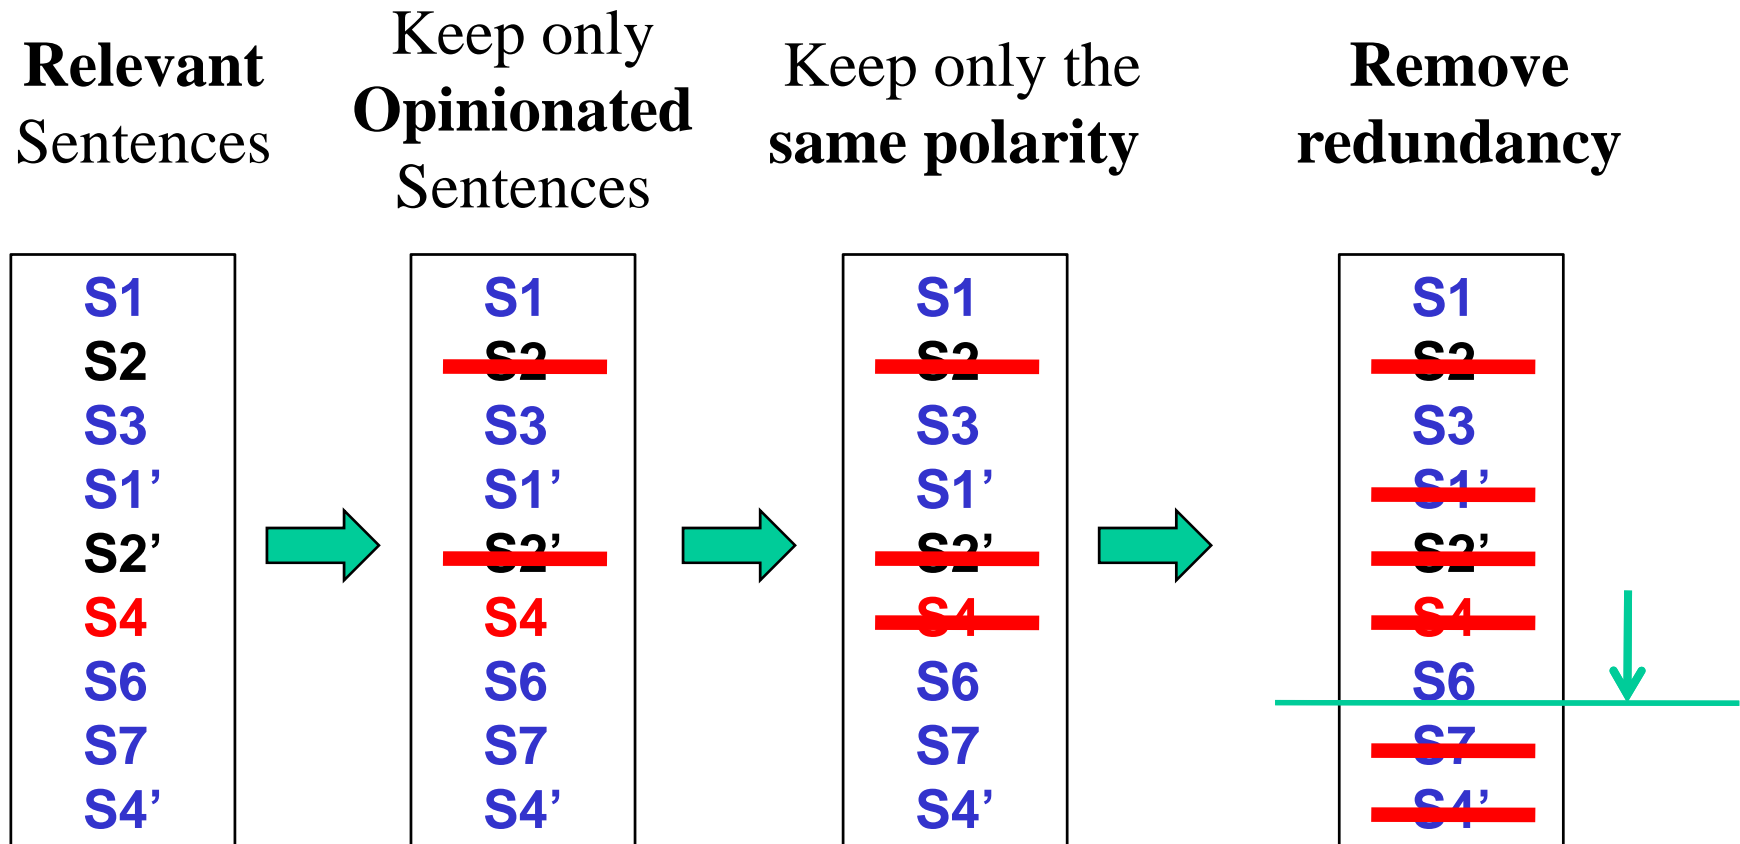 Relevant
Sentences
Keep only
Opinionated
Sentences
Keep only the
same polarity
Remove
redundancy
S1
S2
S3
S1’
S2’
S4
S6
S7
S4’
S1
S2
S3
S1’
S2’
S4
S6
S7
S4’
S1
S2
S3
S1’
S2’
S4
S6
S7
S4’
S1
S2
S3
S1’
S2’
S4
S6
S7
S4’